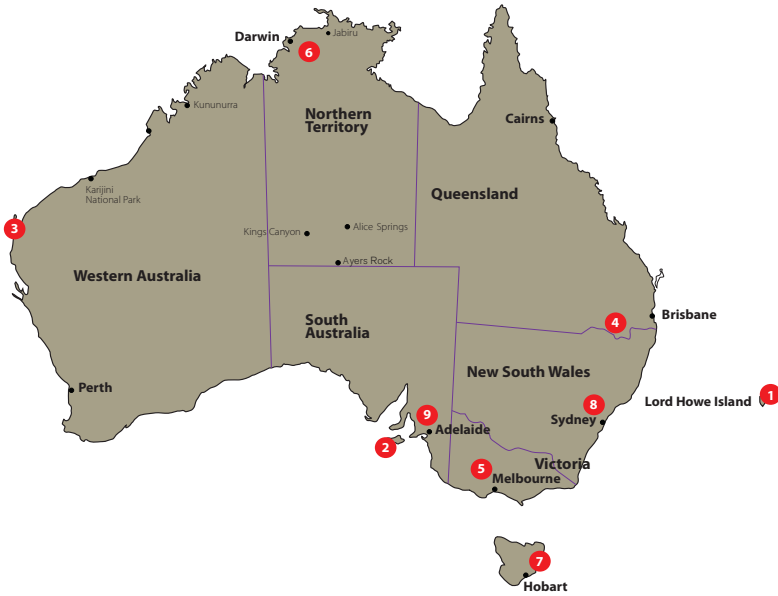 Darwin
Jabiru
6
Kununurra
Northern
Territory
Cairns
Karijini
National Park
Queensland
3
Kings Canyon
Alice Springs
Ayers Rock
Western Australia
South
Australia
4
Brisbane
New South Wales
Perth
1
Lord Howe Island
8
Sydney
9
Adelaide
2
Victoria
5
Melbourne
7
Hobart